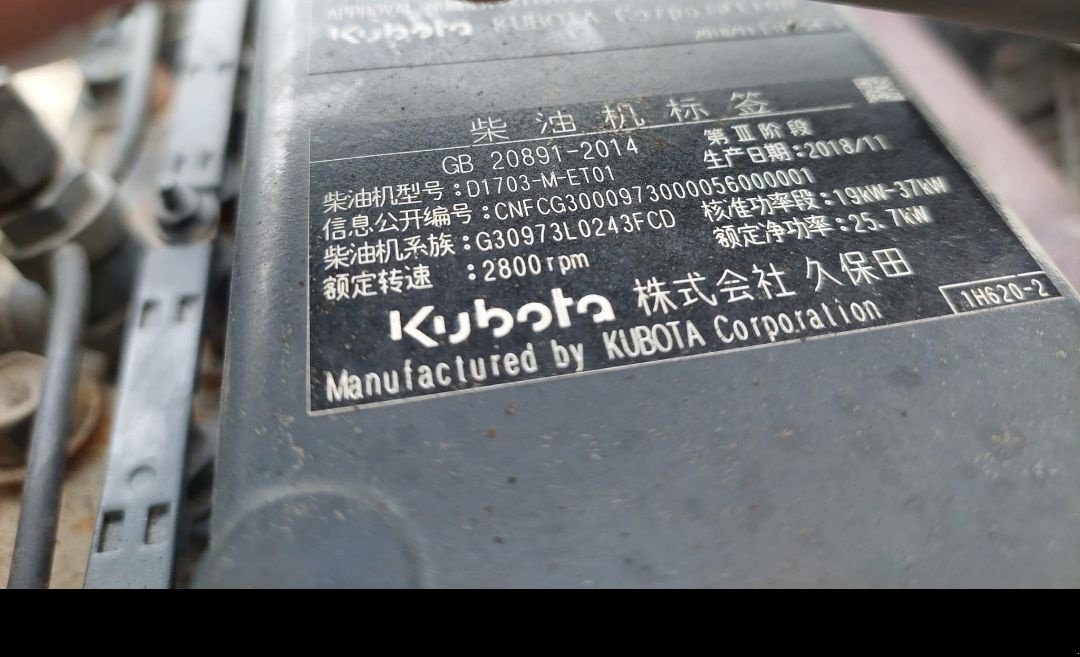 Kubota KUBOTA Corporation
柴油机标签
GB 20891-2014 第Ⅲ阶段
柴油机型号:D1703-M-ET01 生产日期:2018/11
信息公开编号:CNFCG3000973000056000001
柴油机系族:G30973L0243FCD 核准功率段:19kW-37kW
额定转速 :2800rpm 额定净功率:25.7kW
Kubota 株式会社 久保田
Manufactured by KUBOTA Corporation
1H620-2